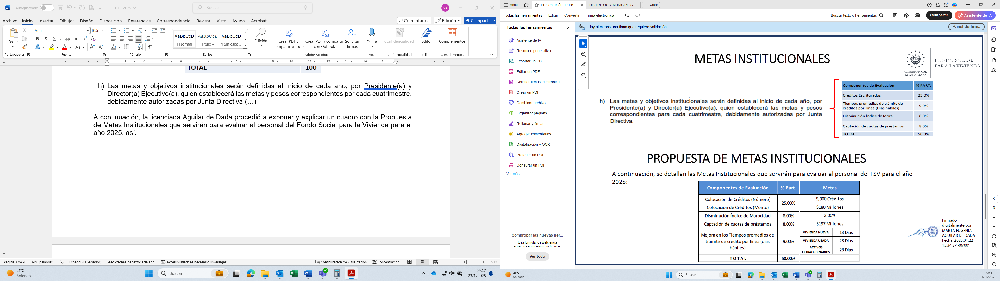 Autoguardado
JD-015-2025
Buscar
MA
Archivo Inicio Insertar Dibujar Diseño Disposición Referencias Correspondencia Revisar Vista Ayuda Acrobat
Comentarios Edición Compartir
Pegar
Arial 10.5
N K S ab x₂ x²
A A Aa A A
AaBbCcD AaBbCcD AaBbCcD
¶ Normal Título 4 ¶ Sin espa...
Edición
Crear PDF y compartir vínculo
Crear PDF y compartir con Outlook
Solicitar firmas
Dictar
Confidencialidad
Editor
Complementos
Portapapeles Fuente Párrafo Estilos Adobe Acrobat Voz Confidencialidad Editor Complementos
1 2 3 4 5 6 7 8 9 10 11 12 13 14 15
TOTAL 100
h) Las metas y objetivos institucionales serán definidas al inicio de cada año, por Presidente(a) y
Director(a) Ejecutivo(a), quien establecerá las metas y pesos correspondientes por cada cuatrimestre,
debidamente autorizadas por Junta Directiva (…)
A continuación, la licenciada Aguilar de Dada procedió a exponer y explicar un cuadro con la Propuesta
de Metas Institucionales que servirán para evaluar al personal del Fondo Social para la Vivienda para el
año 2025, así:
Página 3 de 9 3940 palabras Español (El Salvador) Predicciones de texto: activado Accesibilidad: es necesario investigar Configuración de visualización Concentración 150%
21°C
Soleado
Buscar
09:17
23/1/2025
Menú
Presentación de Po...
DISTRITOS Y MUNICIPIOS ...
Crear
Todas las herramientas Editar Convertir Firma electrónica
Buscar texto o herramientas
Compartir
Asistente de IA
Todas las herramientas
Asistente de IA
Resumen generativo
Exportar un PDF
Editar un PDF
Solicitar firmas electrónicas
Crear un PDF
Combinar archivos
Organizar páginas
Rellenar y firmar
Agregar comentarios
Digitalización y OCR
Proteger un PDF
Censurar un PDF
Ver más
Comprobar las nuevas her...
Usa formularios web, envía
acuerdos en masa y mucho más.
Ver todo
Hay al menos una firma que requiere validación.
Panel de firma
METAS INSTITUCIONALES
GOBIERNO DE
EL SALVADOR
FONDO SOCIAL
PARA LA VIVIENDA
h) Las metas y objetivos institucionales serán definidas al inicio de cada año, por
Presidente(a) y Director(a) Ejecutivo(a), quien establecerá las metas y pesos
correspondientes para cada cuatrimestre, debidamente autorizadas por Junta
Directiva.
Componentes de Evaluación % PART.
Créditos Escriturados 25.0%
Tiempos promedios de trámite de
créditos por línea (Días hábiles) 9.0%
Disminución Índice de Mora 8.0%
Captación de cuotas de préstamos 8.0%
TOTAL 50.0%
PROPUESTA DE METAS INSTITUCIONALES
A continuación, se detallan las Metas Institucionales que servirán para evaluar al personal del FSV para el año
2025:
Componentes de Evaluación % Part. Metas
Colocación de Créditos (Número) 25.00% 5,900 Créditos
Colocación de Créditos (Monto) $180 Millones
Disminución Índice de Morocidad 8.00% 2.00%
Captación de cuotas de préstamos 8.00% $197 Millones
Mejora en los Tiempos promedios de
trámite de crédito por línea (días
hábiles)
9.00%
VIVIENDA NUEVA 13 Días
VIVIENDA USADA 28 Días
ACTIVOS
EXTRAORDINARIOS 28 Días
TOTAL 50.00%
Firmado
digitalmente por
MARTA EUGENIA
AGUILAR DE DADA
Fecha: 2025.01.22
15:34:37 -06'00'
8
9
21°C
Soleado
Buscar
09:17
23/1/2025